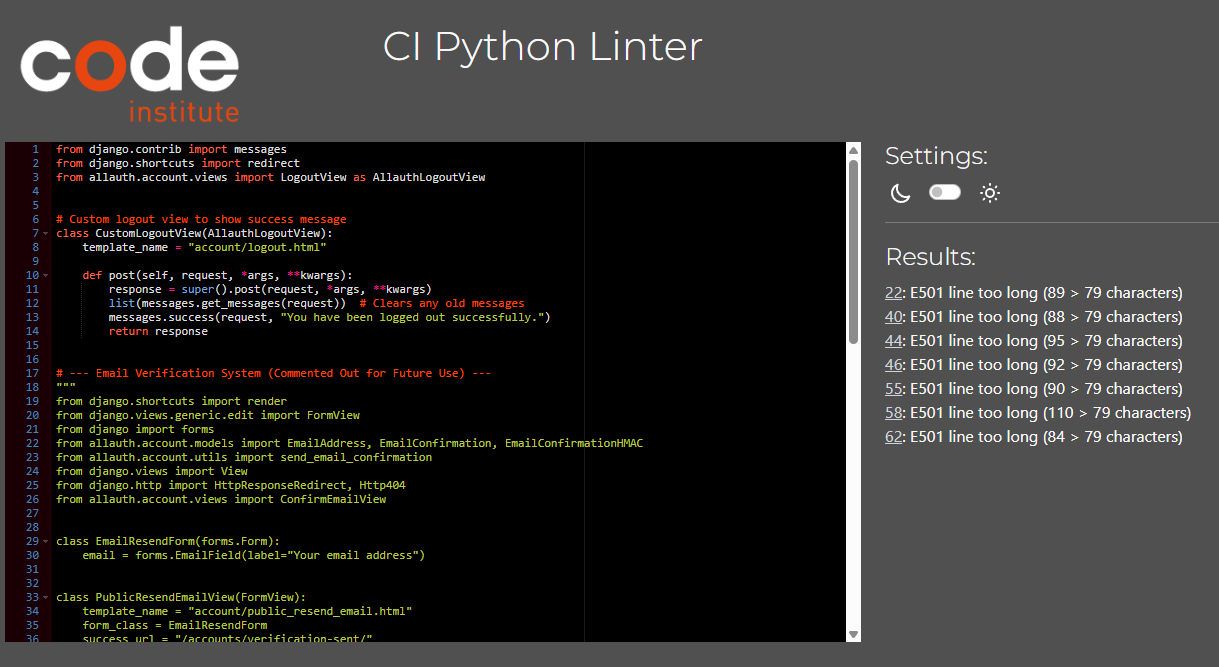 code
institute
CI Python Linter
1 from django.contrib import messages
2 from django.shortcuts import redirect
3 from allauth.account.views import LogoutView as AllauthLogoutView
4
5
6 # Custom logout view to show success message
7 class CustomLogoutView(AllauthLogoutView):
8     template_name = "account/logout.html"
9
10     def post(self, request, *args, **kwargs):
11         response = super().post(request, *args, **kwargs)
12         list(messages.get_messages(request))  # Clears any old messages
13         messages.success(request, "You have been logged out successfully.")
14         return response
15
16
17 # --- Email Verification System (Commented Out for Future Use) ---
18 """
19 from django.shortcuts import render
20 from django.views.generic.edit import FormView
21 from django import forms
22 from allauth.account.models import EmailAddress, EmailConfirmation, EmailConfirmationHMAC
23 from allauth.account.utils import send_email_confirmation
24 from django.views import View
25 from django.http import HttpResponseRedirect, Http404
26 from allauth.account.views import ConfirmEmailView
27
28
29 class EmailResendForm(forms.Form):
30     email = forms.EmailField(label="Your email address")
31
32
33 class PublicResendEmailView(FormView):
34     template_name = "account/public_resend_email.html"
35     form_class = EmailResendForm
36     success_url = "/accounts/verification-sent/"
Settings:
Results:
22: E501 line too long (89 > 79 characters)
40: E501 line too long (88 > 79 characters)
44: E501 line too long (95 > 79 characters)
46: E501 line too long (92 > 79 characters)
55: E501 line too long (90 > 79 characters)
58: E501 line too long (110 > 79 characters)
62: E501 line too long (84 > 79 characters)